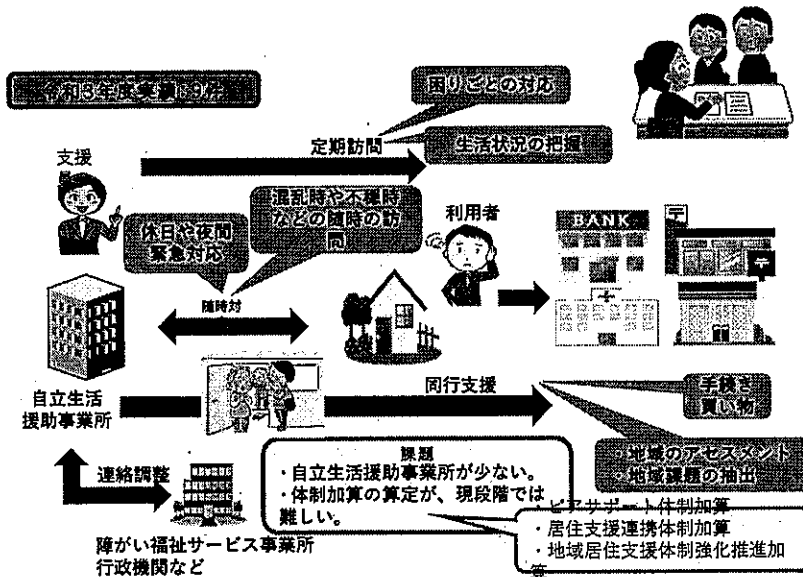 令和3年度実績：9件
困りごとの対応
定期訪問
生活状況の把握
支援
混乱時や不穏時
などの随時の訪
問
休日や夜間
緊急対応
利用者
BANK
〒
〒
随時対
自立生活
援助事業所
同行支援
手続き
買い物
・地域のアセスメント
・地域課題の抽出
連絡調整
課題
・自立生活援助事業所が少ない。
・体制加算の算定が、現段階では
難しい。
・ピアサポート体制加算
・居住支援連携体制加算
・地域居住支援体制強化推進加
算
障がい福祉サービス事業所
行政機関など